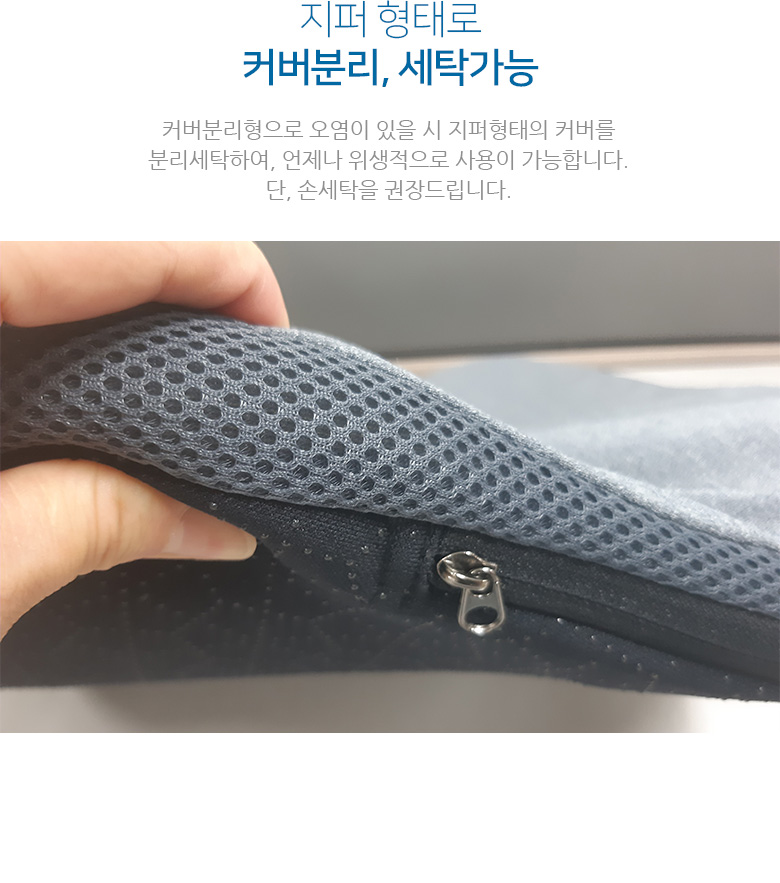 지퍼 형태로
커버분리, 세탁가능
커버분리형으로 오염이 있을 시 지퍼형태의 커버를
분리세탁하여, 언제나 위생적으로 사용이 가능합니다.
단, 손세탁을 권장드립니다.